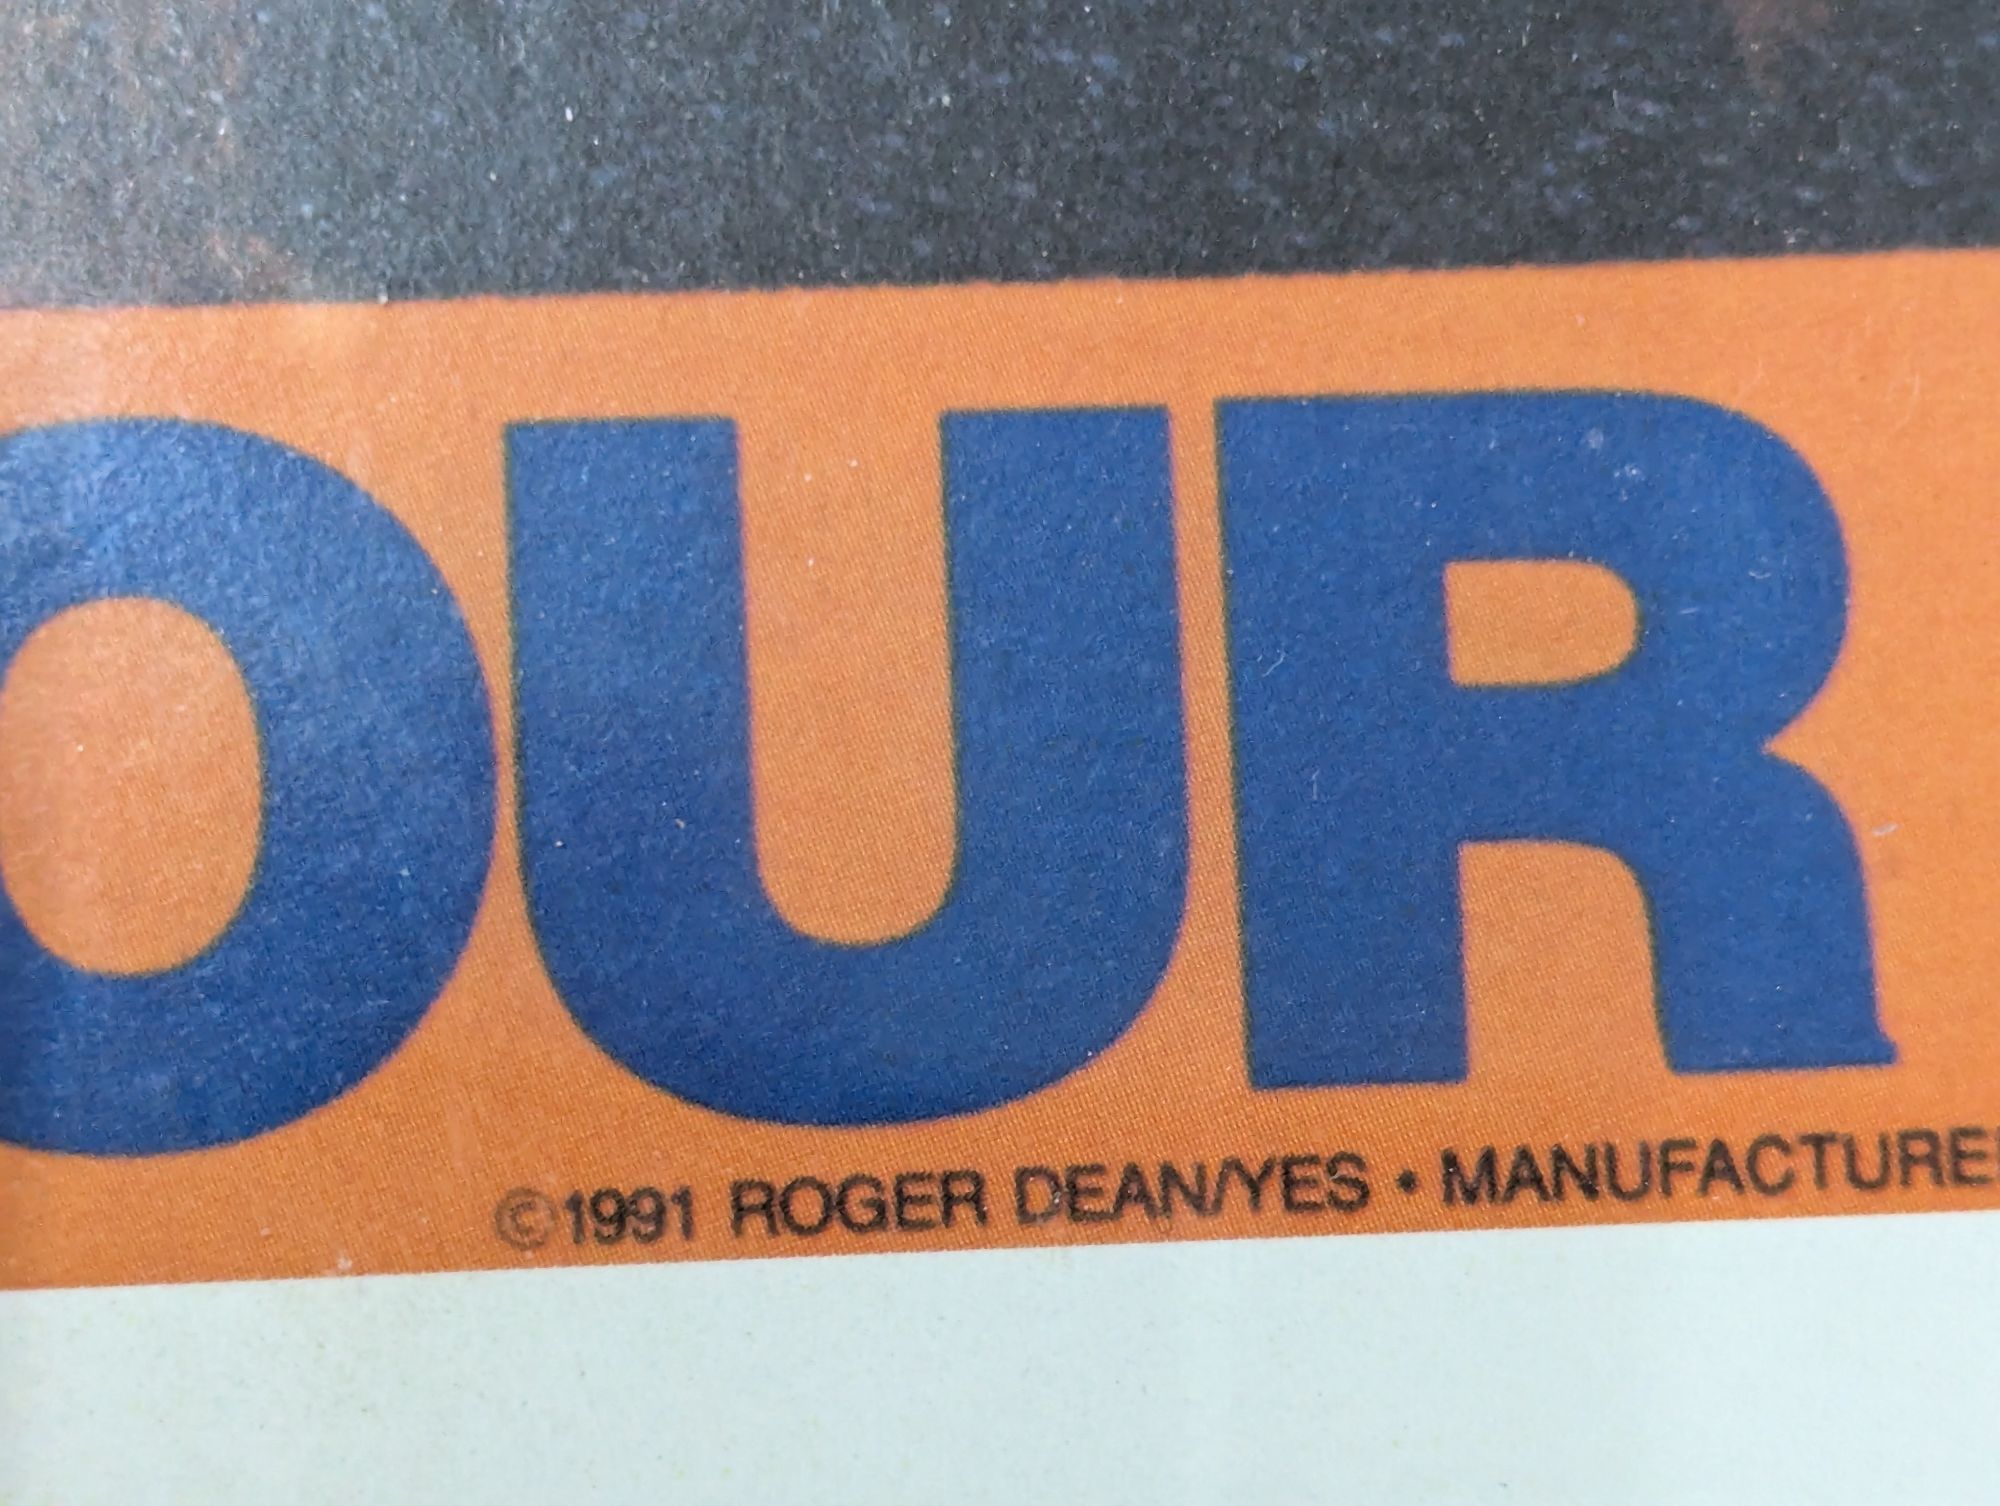 OUR
©1991 ROGER DEAN/YES • MANUFACTURE